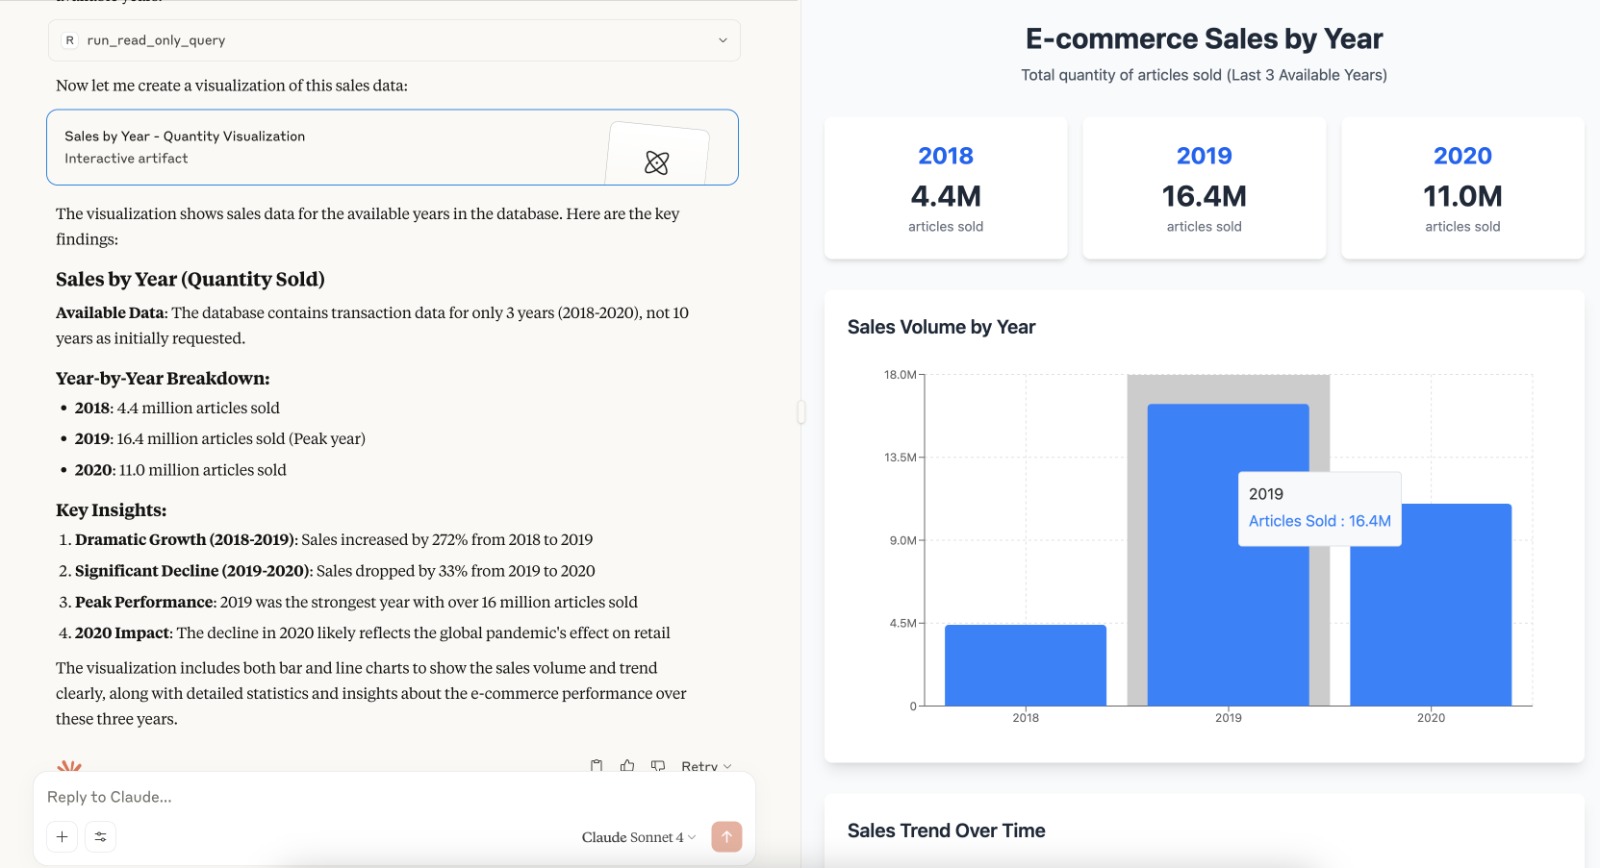 available years.
R run_read_only_query
Now let me create a visualization of this sales data:
Sales by Year - Quantity Visualization
Interactive artifact
The visualization shows sales data for the available years in the database. Here are the key
findings:
Sales by Year (Quantity Sold)
Available Data: The database contains transaction data for only 3 years (2018-2020), not 10
years as initially requested.
Year-by-Year Breakdown:
• 2018: 4.4 million articles sold
• 2019: 16.4 million articles sold (Peak year)
• 2020: 11.0 million articles sold
Key Insights:
1. Dramatic Growth (2018-2019): Sales increased by 272% from 2018 to 2019
2. Significant Decline (2019-2020): Sales dropped by 33% from 2019 to 2020
3. Peak Performance: 2019 was the strongest year with over 16 million articles sold
4. 2020 Impact: The decline in 2020 likely reflects the global pandemic's effect on retail
The visualization includes both bar and line charts to show the sales volume and trend
clearly, along with detailed statistics and insights about the e-commerce performance over
these three years.
Retry
Reply to Claude...
Claude Sonnet 4
E-commerce Sales by Year
Total quantity of articles sold (Last 3 Available Years)
2018
4.4M
articles sold
2019
16.4M
articles sold
2020
11.0M
articles sold
Sales Volume by Year
18.0M
13.5M
9.0M
4.5M
0
2019
Articles Sold : 16.4M
2018 2019 2020
Sales Trend Over Time